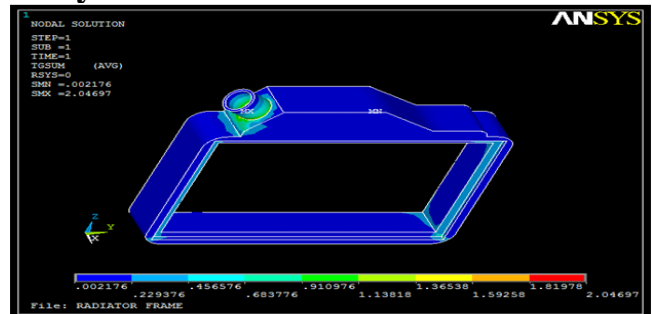 1
NODAL SOLUTION
ANSYS
STEP=1
SUB =1
TIME=1
TGSUM (AVG)
RSYS=0
SMN =.002176
SMX =2.04697
MX
MN
Z
Y
X
.002176 .456576 .910976 1.36538 1.81978
.229376 .683776 1.13818 1.59258 2.04697
File: RADIATOR FRAME